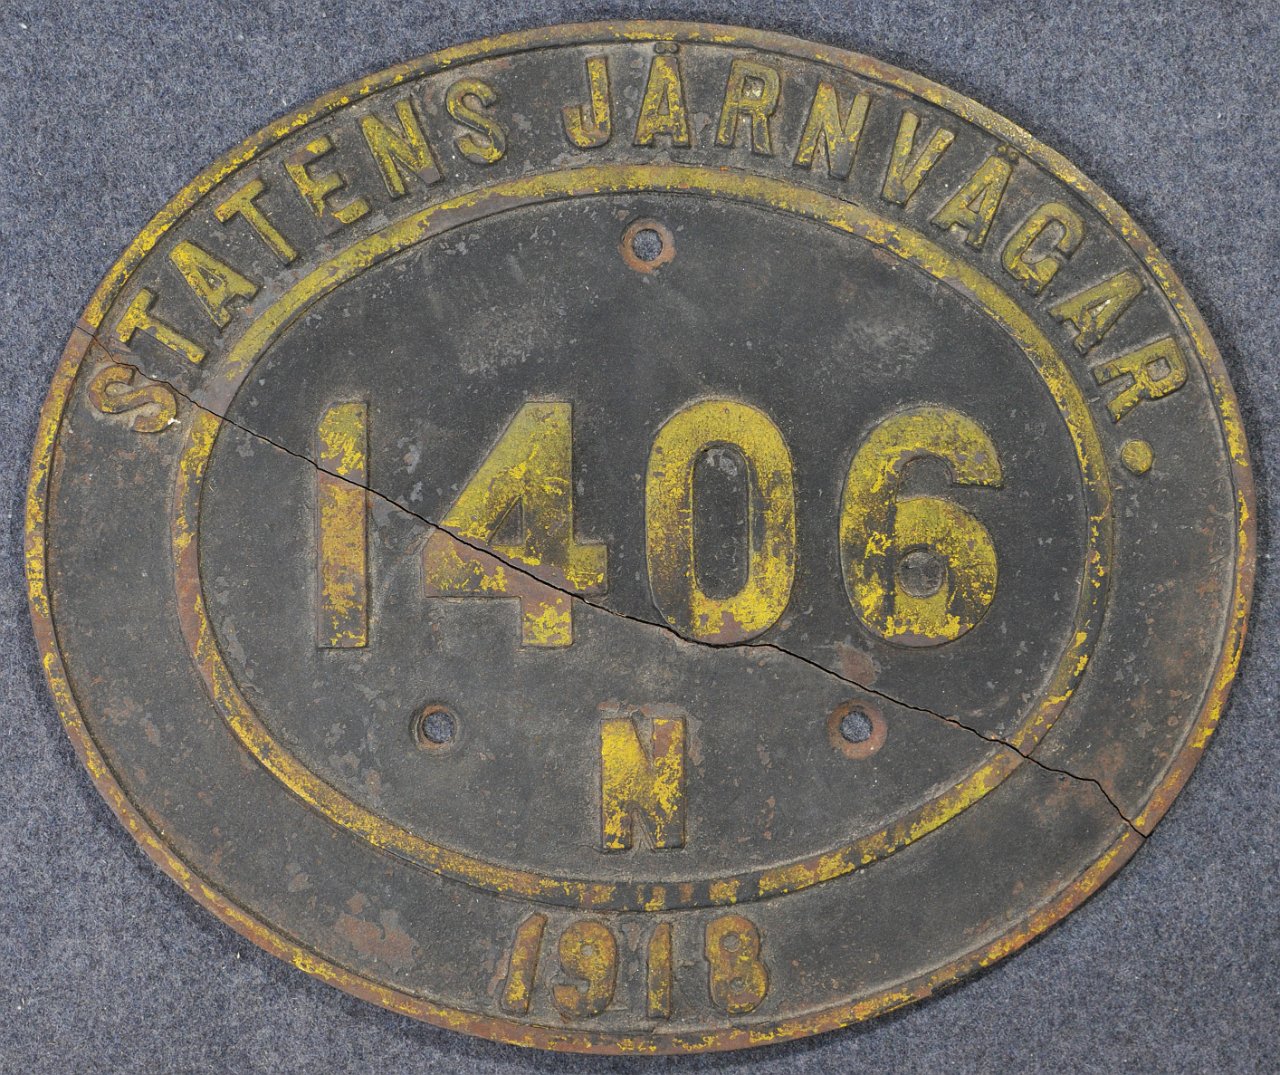 STATENS JÄRNVÄGAR.
1406
N
1918